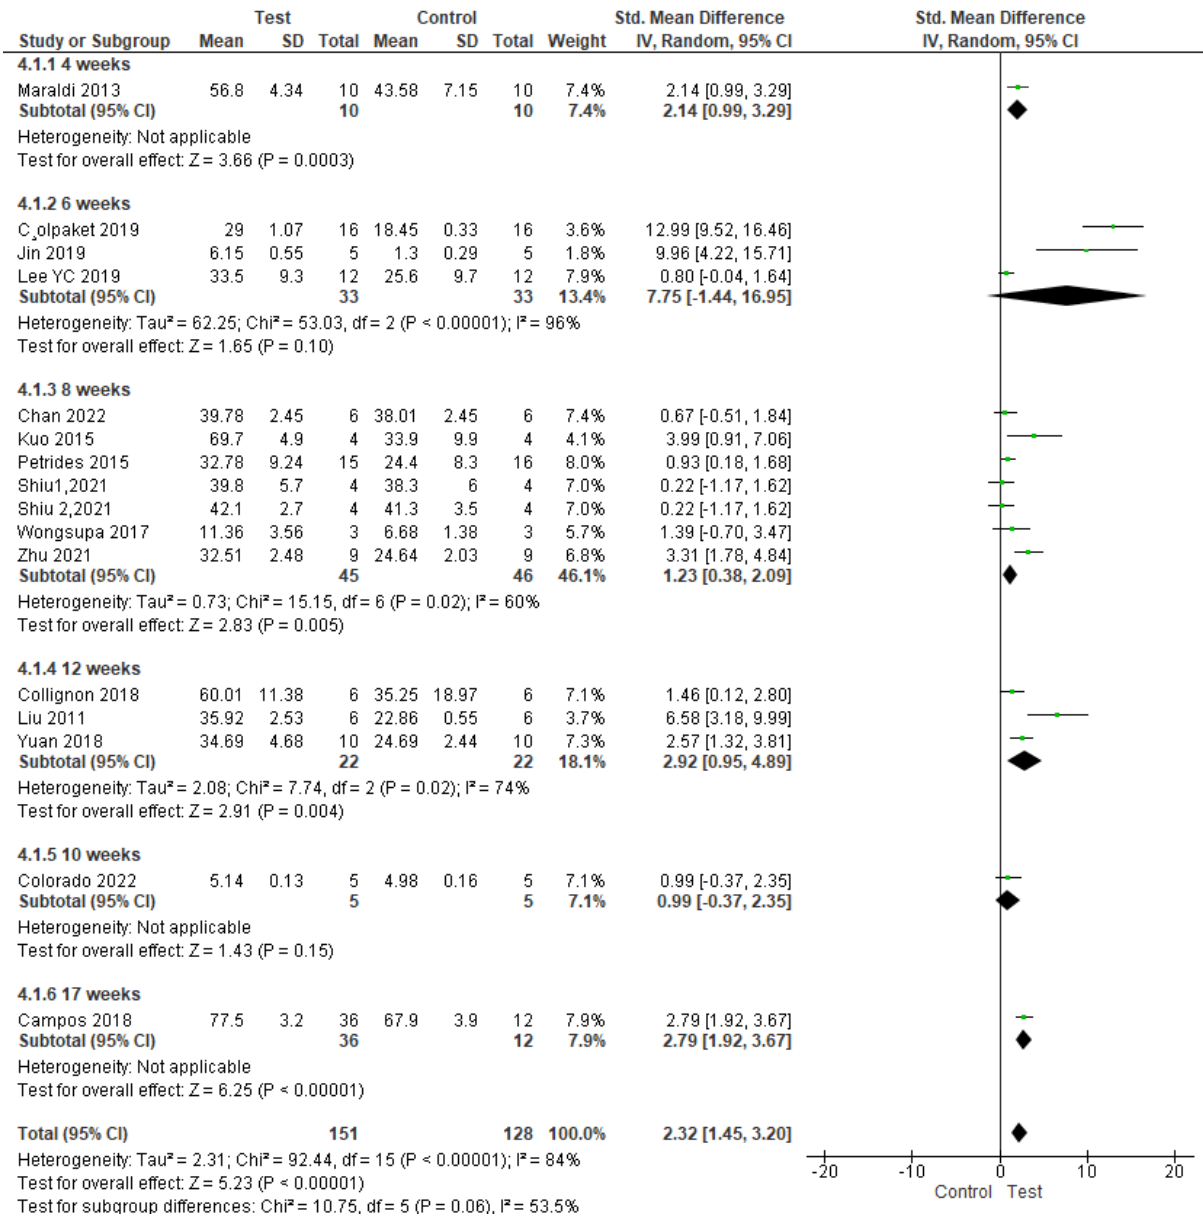 Test Control Std. Mean Difference Std. Mean Difference
Study or Subgroup Mean SD Total Mean SD Total Weight IV, Random, 95% CI IV, Random, 95% CI
4.1.1 4 weeks
Maraldi 2013 56.8 4.34 10 43.58 7.15 10 7.4% 2.14 [0.99, 3.29]
Subtotal (95% CI) 10 10 7.4% 2.14 [0.99, 3.29]
Heterogeneity: Not applicable
Test for overall effect: Z = 3.66 (P = 0.0003)
4.1.2 6 weeks
C¸olpaket 2019 29 1.07 16 18.45 0.33 16 3.6% 12.99 [9.52, 16.46]
Jin 2019 6.15 0.55 5 1.3 0.29 5 1.8% 9.96 [4.22, 15.71]
Lee YC 2019 33.5 9.3 12 25.6 9.7 12 7.9% 0.80 [-0.04, 1.64]
Subtotal (95% CI) 33 33 13.4% 7.75 [-1.44, 16.95]
Heterogeneity: Tau² = 62.25; Chi² = 53.03, df = 2 (P < 0.00001); I² = 96%
Test for overall effect: Z = 1.65 (P = 0.10)
4.1.3 8 weeks
Chan 2022 39.78 2.45 6 38.01 2.45 6 7.4% 0.67 [-0.51, 1.84]
Kuo 2015 69.7 4.9 4 33.9 9.9 4 4.1% 3.99 [0.91, 7.06]
Petrides 2015 32.78 9.24 15 24.4 8.3 16 8.0% 0.93 [0.18, 1.68]
Shiu1,2021 39.8 5.7 4 38.3 6 4 7.0% 0.22 [-1.17, 1.62]
Shiu 2,2021 42.1 2.7 4 41.3 3.5 4 7.0% 0.22 [-1.17, 1.62]
Wongsupa 2017 11.36 3.56 3 6.68 1.38 3 5.7% 1.39 [-0.70, 3.47]
Zhu 2021 32.51 2.48 9 24.64 2.03 9 6.8% 3.31 [1.78, 4.84]
Subtotal (95% CI) 45 46 46.1% 1.23 [0.38, 2.09]
Heterogeneity: Tau² = 0.73; Chi² = 15.15, df = 6 (P = 0.02); I² = 60%
Test for overall effect: Z = 2.83 (P = 0.005)
4.1.4 12 weeks
Collignon 2018 60.01 11.38 6 35.25 18.97 6 7.1% 1.46 [0.12, 2.80]
Liu 2011 35.92 2.53 6 22.86 0.55 6 3.7% 6.58 [3.18, 9.99]
Yuan 2018 34.69 4.68 10 24.69 2.44 10 7.3% 2.57 [1.32, 3.81]
Subtotal (95% CI) 22 22 18.1% 2.92 [0.95, 4.89]
Heterogeneity: Tau² = 2.08; Chi² = 7.74, df = 2 (P = 0.02); I² = 74%
Test for overall effect: Z = 2.91 (P = 0.004)
4.1.5 10 weeks
Colorado 2022 5.14 0.13 5 4.98 0.16 5 7.1% 0.99 [-0.37, 2.35]
Subtotal (95% CI) 5 5 7.1% 0.99 [-0.37, 2.35]
Heterogeneity: Not applicable
Test for overall effect: Z = 1.43 (P = 0.15)
4.1.6 17 weeks
Campos 2018 77.5 3.2 36 67.9 3.9 12 7.9% 2.79 [1.92, 3.67]
Subtotal (95% CI) 36 12 7.9% 2.79 [1.92, 3.67]
Heterogeneity: Not applicable
Test for overall effect: Z = 6.25 (P < 0.00001)
Total (95% CI) 151 128 100.0% 2.32 [1.45, 3.20]
Heterogeneity: Tau² = 2.31; Chi² = 92.44, df = 15 (P < 0.00001); I² = 84%
Test for overall effect: Z = 5.23 (P < 0.00001)
Test for subgroup differences: Chi² = 10.75, df = 5 (P = 0.06), I² = 53.5%
-20 -10 0 10 20
Control Test